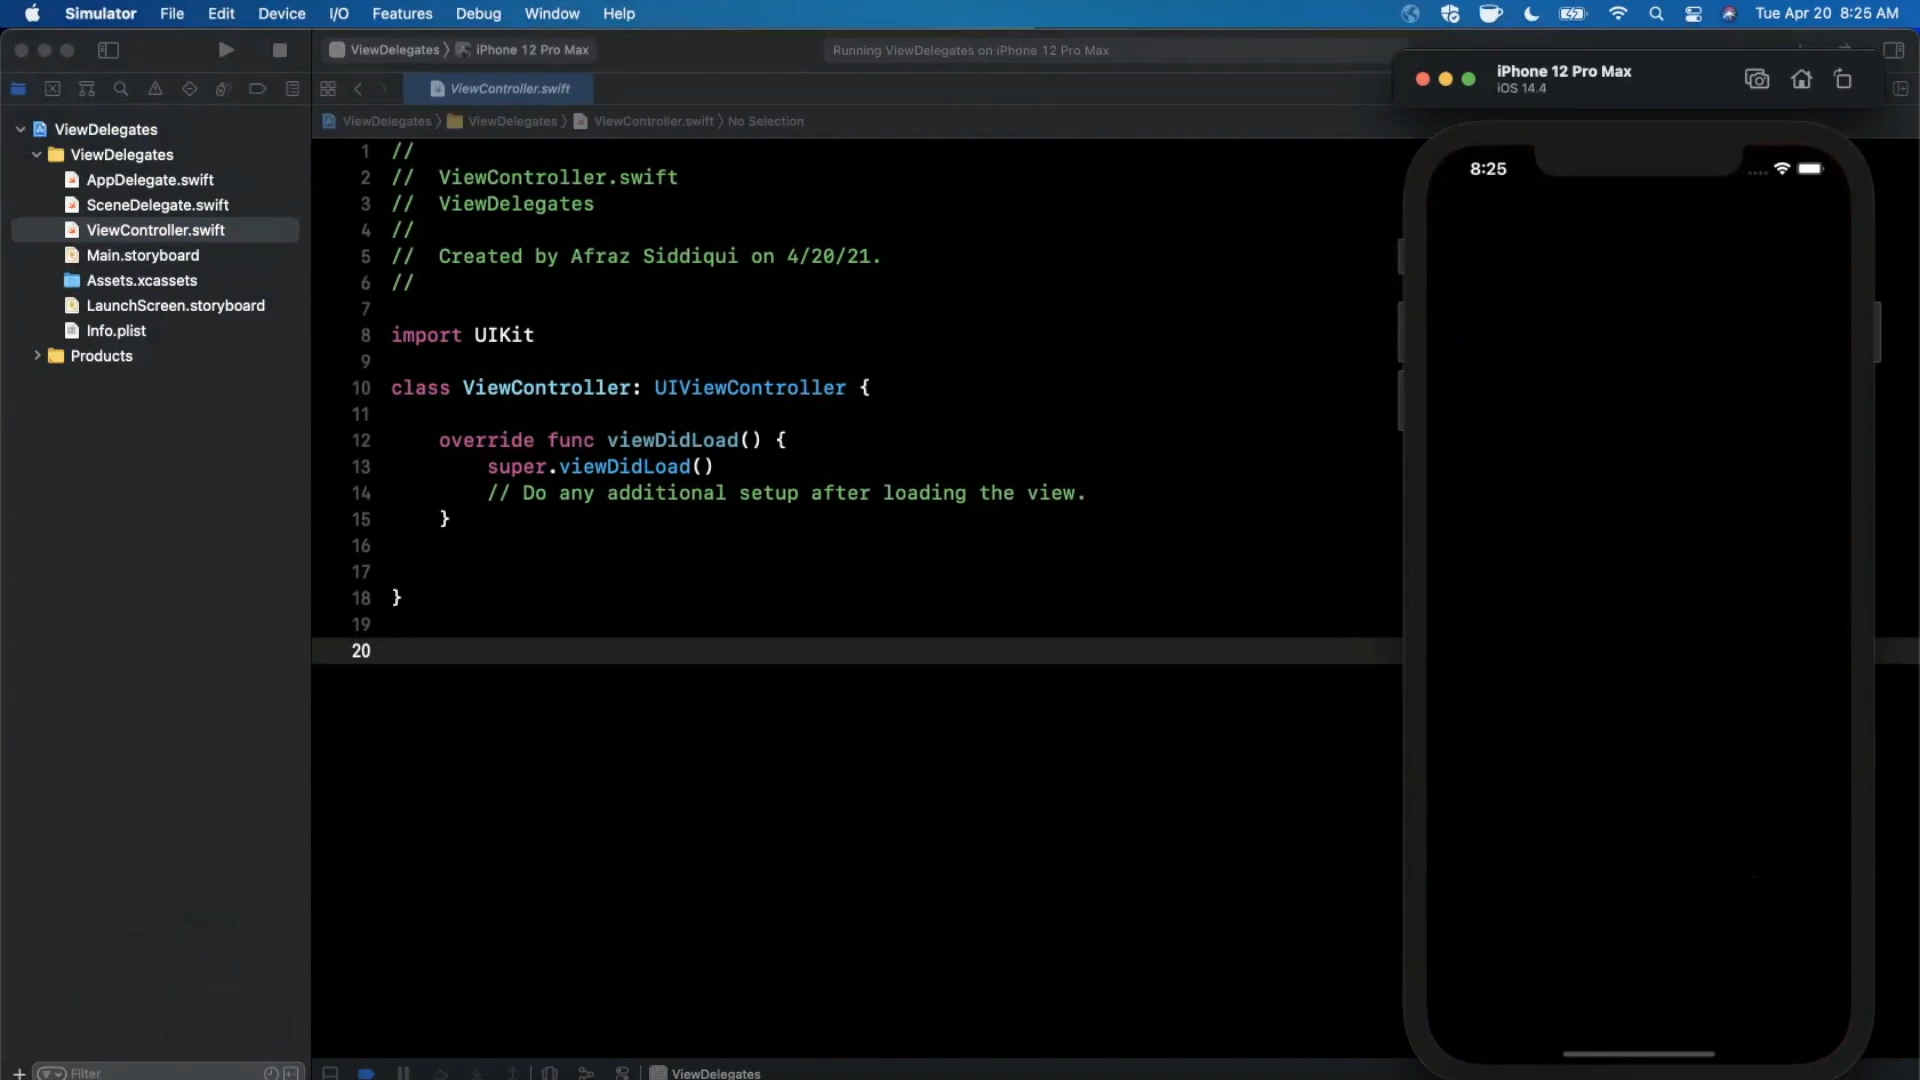 Simulator File Edit Device I/O Features Debug Window Help Tue Apr 20 8:25 AM
ViewDelegates 〉 iPhone 12 Pro Max Running ViewDelegates on iPhone 12 Pro Max
iPhone 12 Pro Max
iOS 14.4
ViewController.swift
ViewDelegates 〉 ViewDelegates 〉 ViewController.swift 〉 No Selection
ViewDelegates
ViewDelegates
AppDelegate.swift
SceneDelegate.swift
ViewController.swift
Main.storyboard
Assets.xcassets
LaunchScreen.storyboard
Info.plist
Products
1 //
2 // ViewController.swift
3 // ViewDelegates
4 //
5 // Created by Afraz Siddiqui on 4/20/21.
6 //
7
8 import UIKit
9
10 class ViewController: UIViewController {
11
12 override func viewDidLoad() {
13 super.viewDidLoad()
14 // Do any additional setup after loading the view.
15 }
16
17
18 }
19
20
8:25
Filter
ViewDelegates